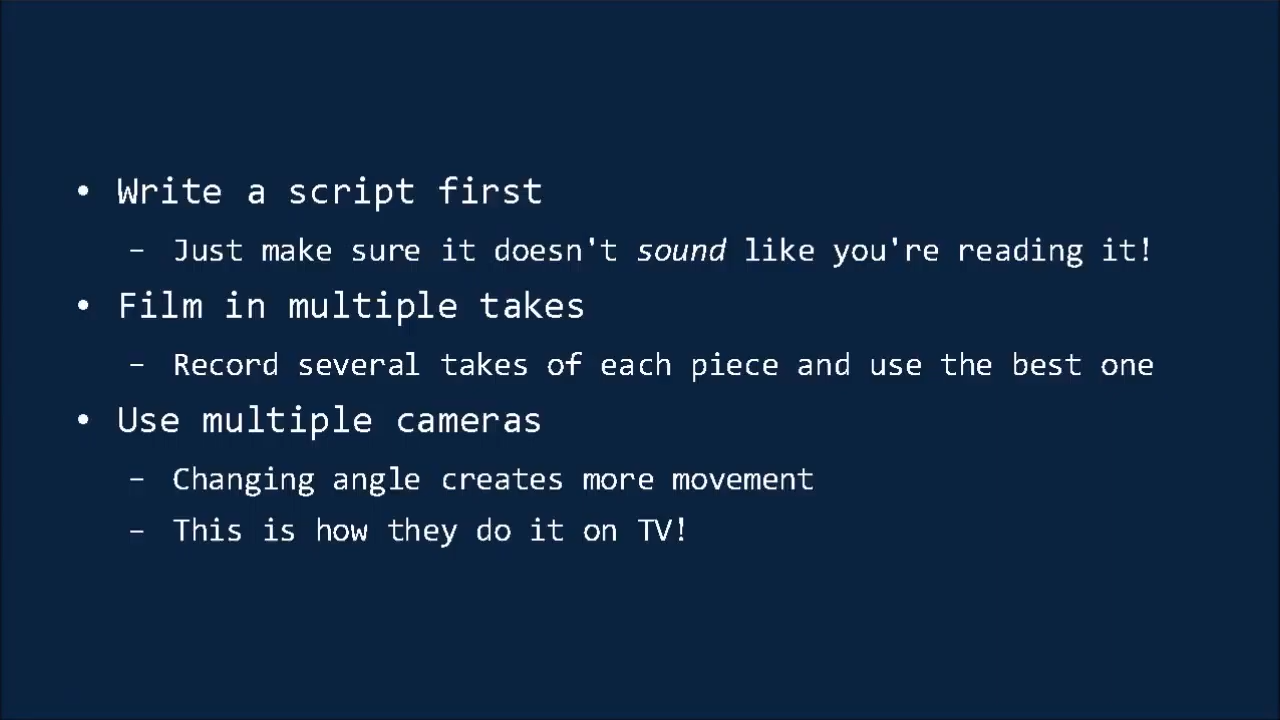 • Write a script first
– Just make sure it doesn't sound like you're reading it!
• Film in multiple takes
– Record several takes of each piece and use the best one
• Use multiple cameras
– Changing angle creates more movement
– This is how they do it on TV!